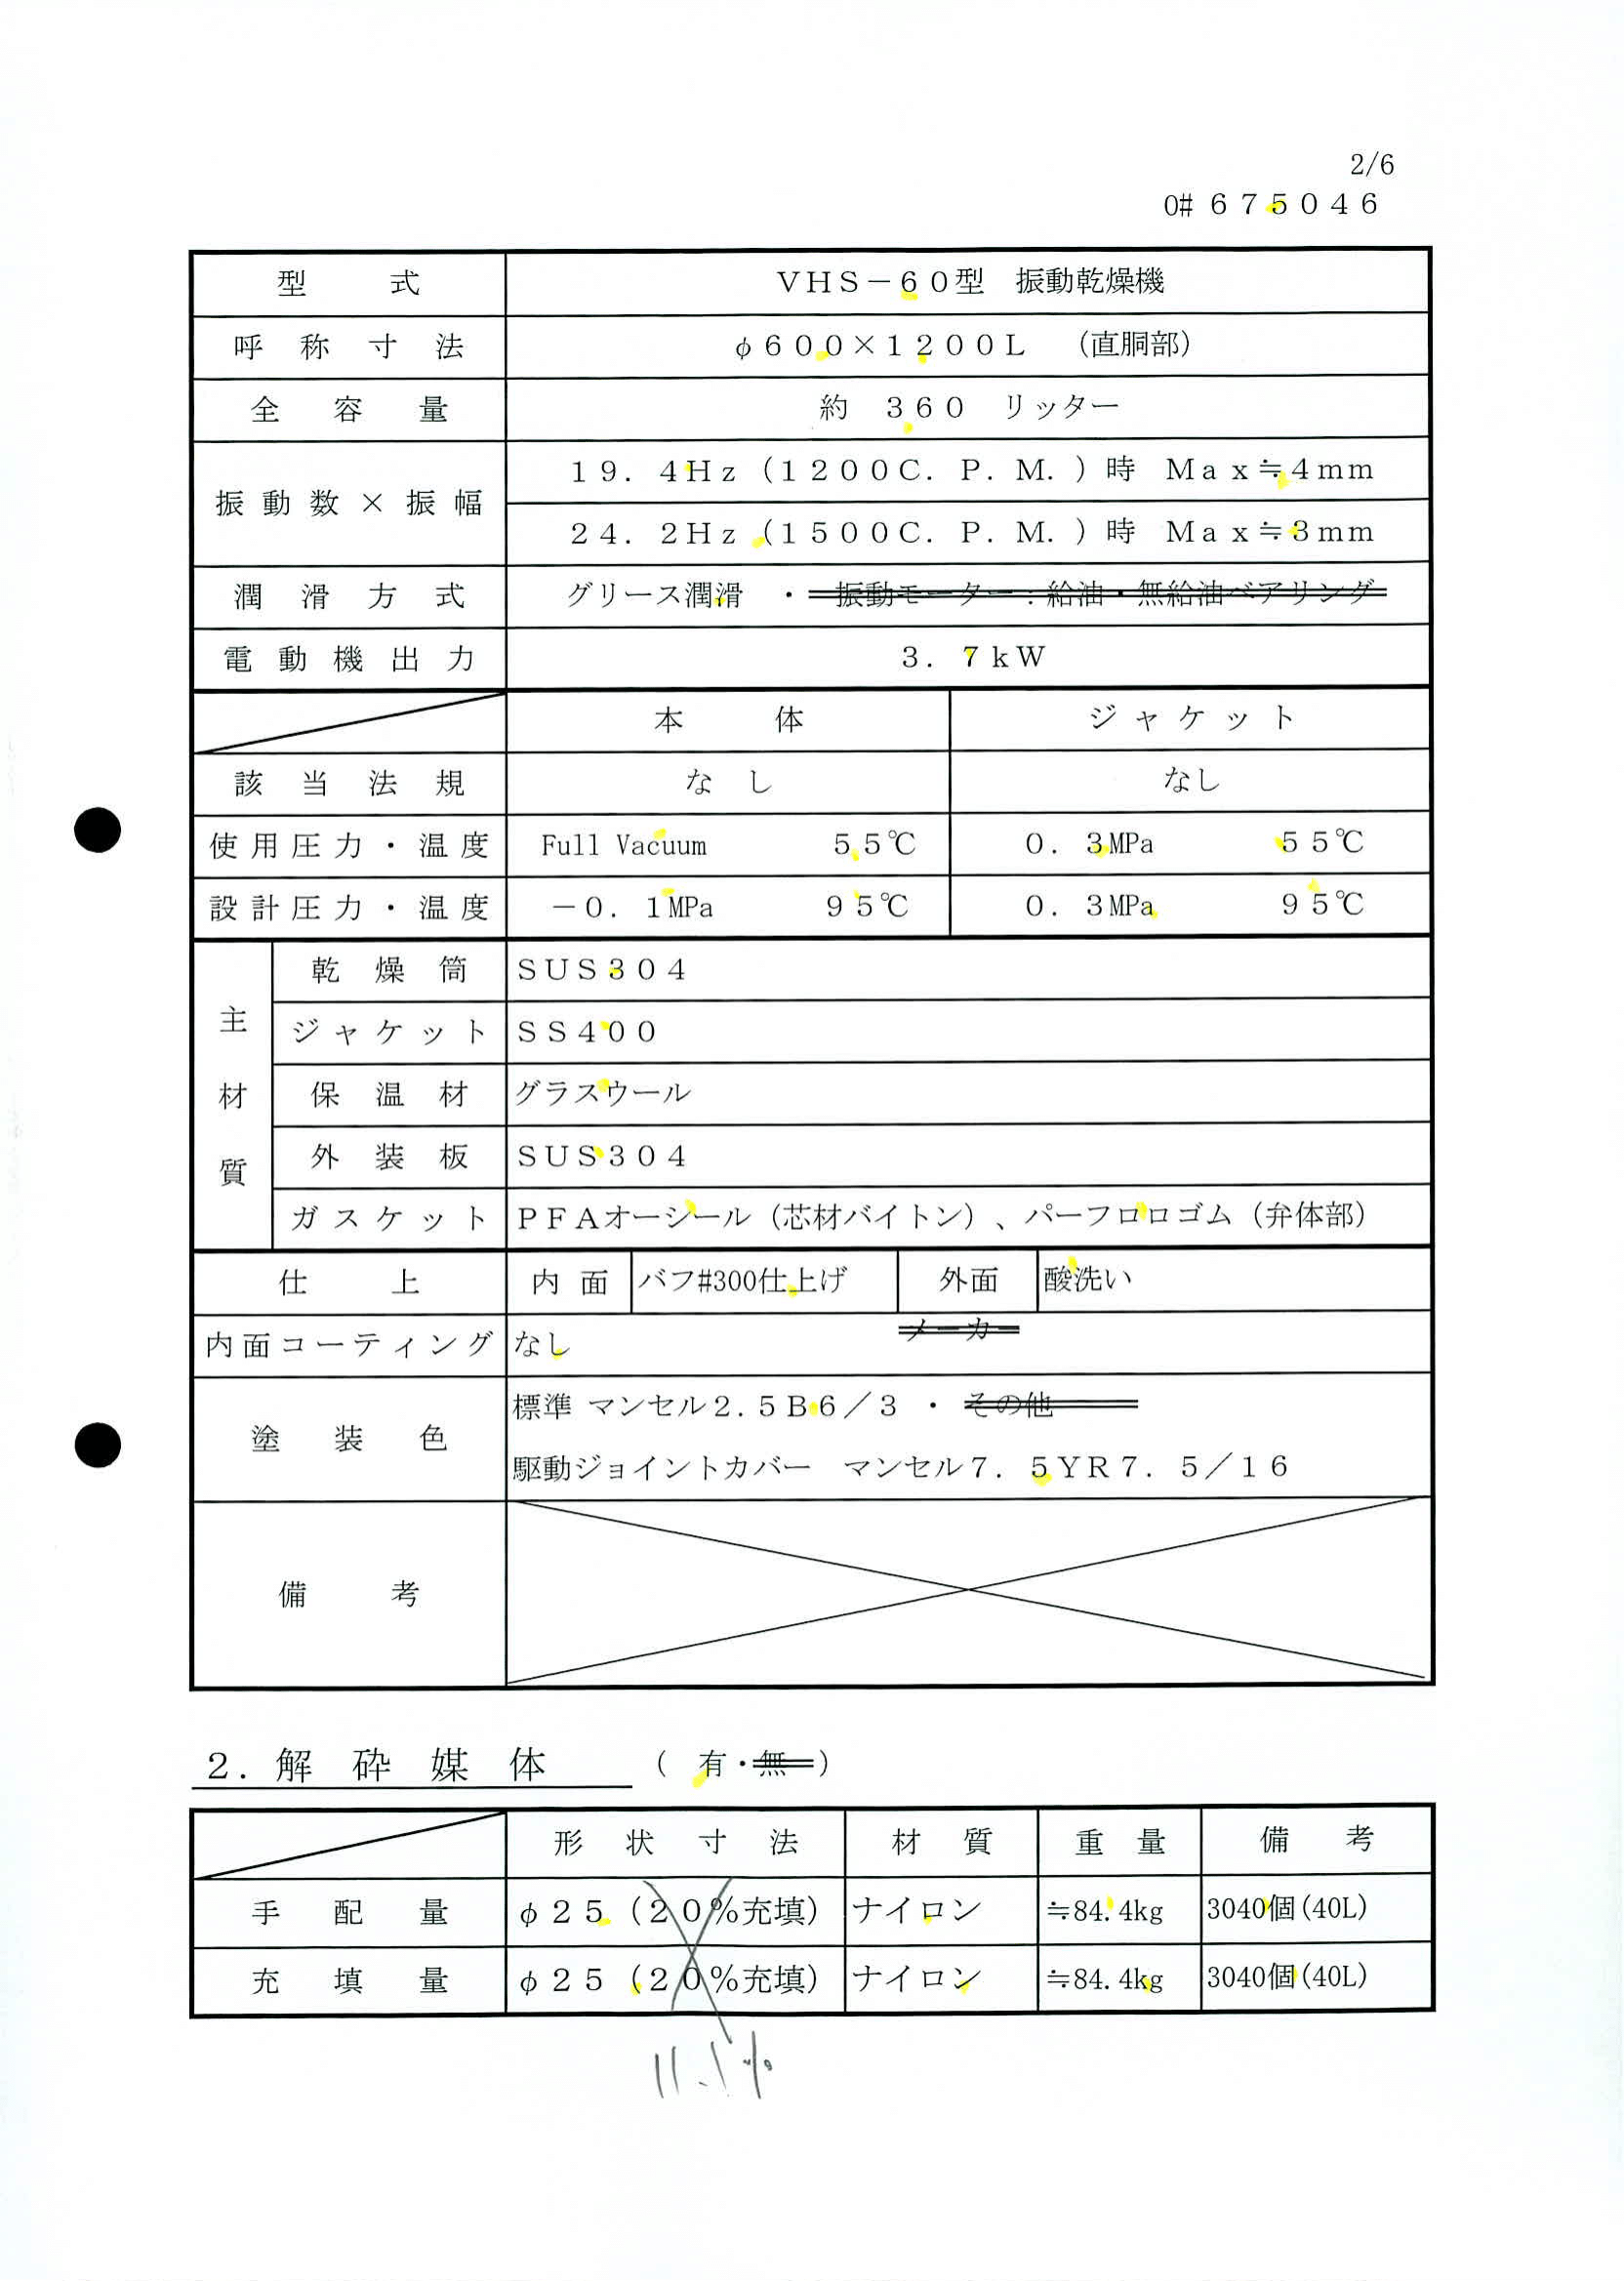 2/6
O# ６７５０４６
型式 ＶＨＳ－６０型 振動乾燥機
呼称寸法 φ６００×１２００Ｌ （直胴部）
全容量 約 ３６０ リッター
振動数×振幅 １９．４Ｈｚ（１２００Ｃ．Ｐ．Ｍ．）時 Ｍａｘ≒４ｍｍ
２４．２Ｈｚ（１５００Ｃ．Ｐ．Ｍ．）時 Ｍａｘ≒３ｍｍ
潤滑方式 グリース潤滑 ・ 振動モーター：給油・無給油ベアリング
電動機出力 ３．７ｋＷ
本体 ジャケット
該当法規 なし なし
使用圧力・温度 Full Vacuum ５５℃ ０．３MPa ５５℃
設計圧力・温度 －０．１MPa ９５℃ ０．３MPa ９５℃
主材質
乾燥筒 ＳＵＳ３０４
ジャケット ＳＳ４００
保温材 グラスウール
外装板 ＳＵＳ３０４
ガスケット ＰＦＡオーシール（芯材バイトン）、パーフロロゴム（弁体部）
仕上 内面 バフ#300仕上げ 外面 酸洗い
内面コーティング なし メーカー
塗装色 標準 マンセル２．５Ｂ６／３ ・ その他
駆動ジョイントカバー マンセル７．５ＹＲ７．５／１６
備考
２．解砕媒体 （ 有・無 ）
形状寸法 材質 重量 備考
手配量 φ２５（２０％充填） ナイロン ≒84.4kg 3040個(40L)
充填量 φ２５（２０％充填） ナイロン ≒84.4kg 3040個(40L)
11.1%